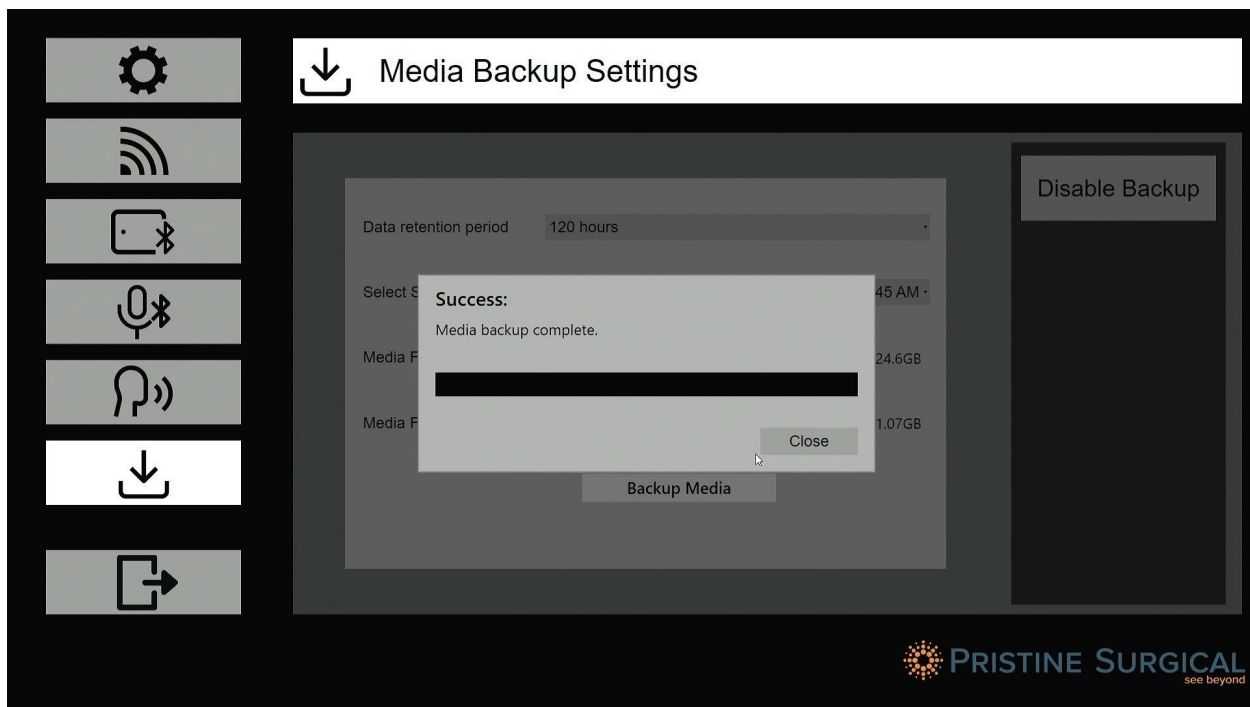 Media Backup Settings
Disable Backup
Data retention period 120 hours
Select S 45 AM
Success:
Media backup complete.
Media F 24.6GB
Media F 1.07GB
Close
Backup Media
PRISTINE SURGICAL
see beyond